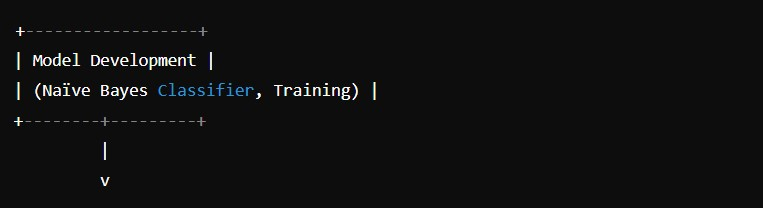 +------------------+
| Model Development |
| (Naïve Bayes Classifier, Training) |
+--------+---------+
|
v